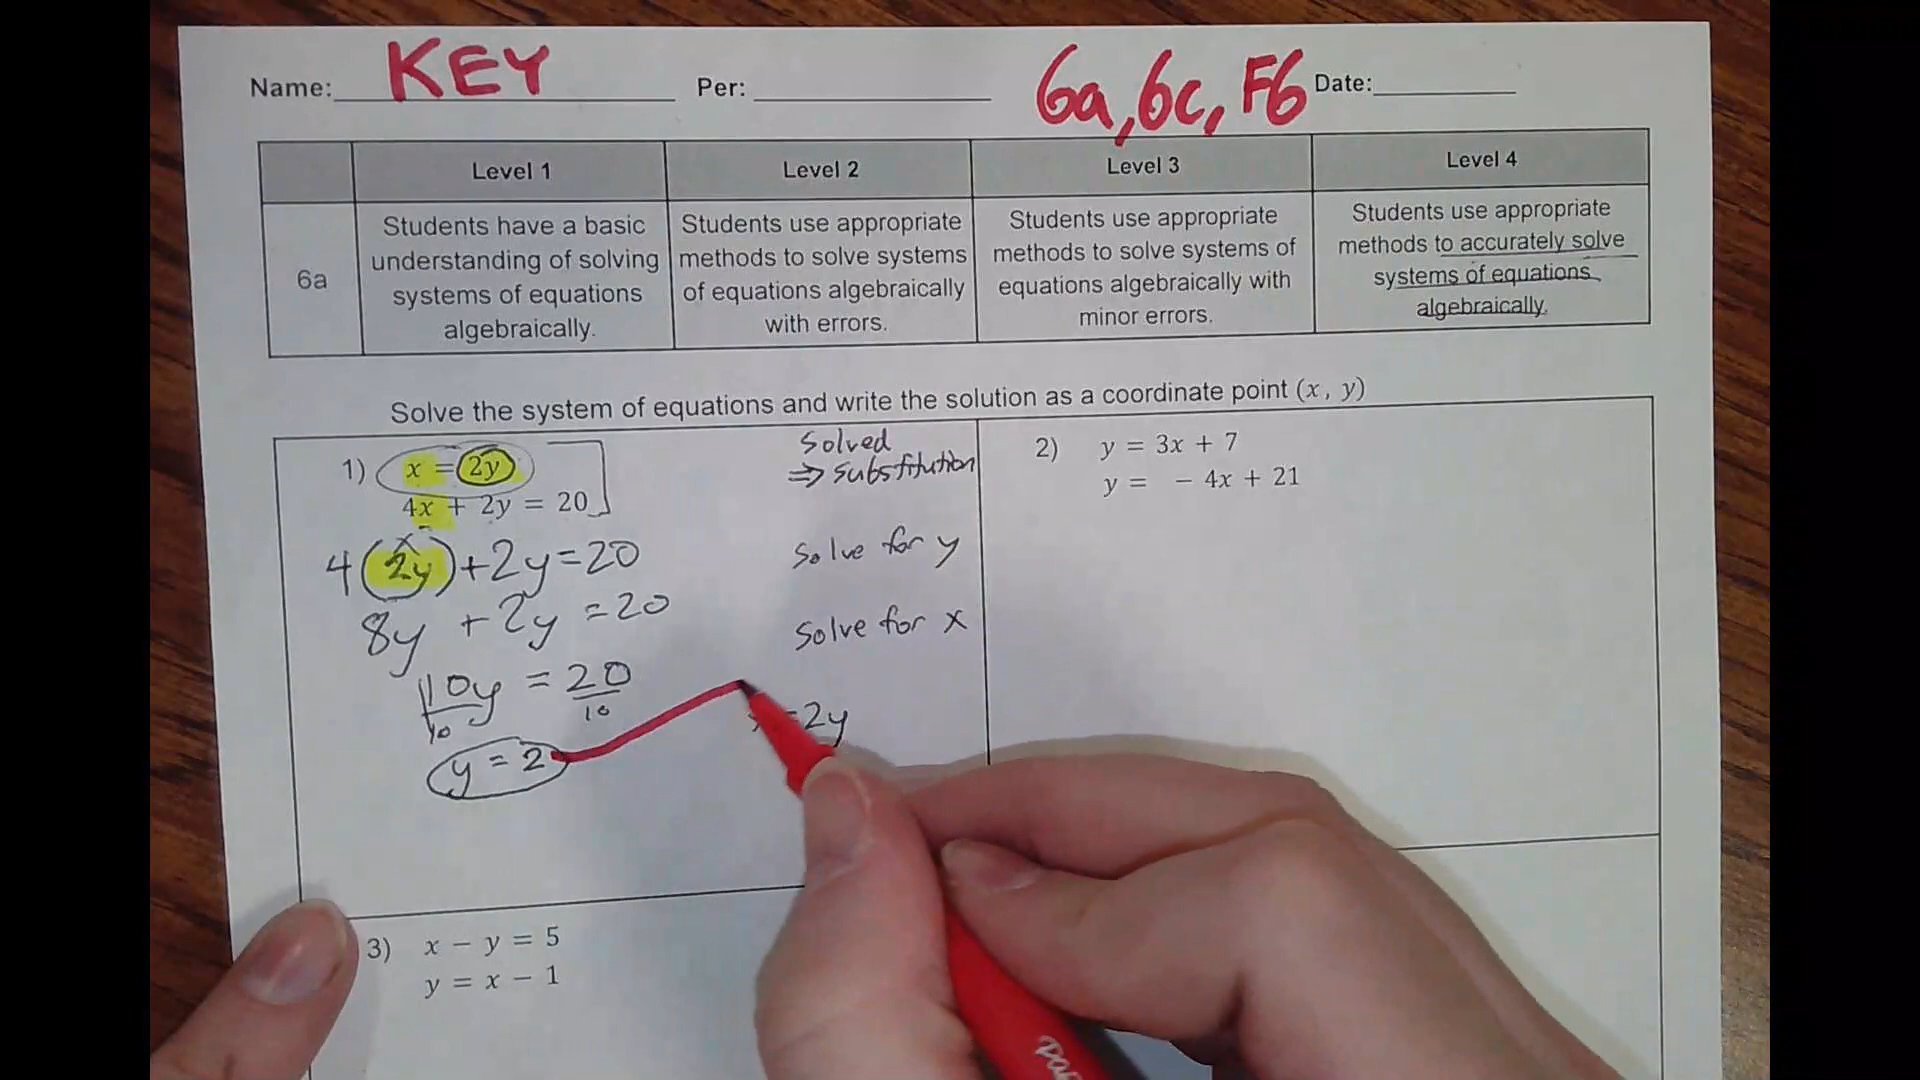 Name: KEY Per: 6a, 6c, F6 Date:
Level 1 Level 2 Level 3 Level 4
6a
Students have a basic
understanding of solving
systems of equations
algebraically.
Students use appropriate
methods to solve systems
of equations algebraically
with errors.
Students use appropriate
methods to solve systems of
equations algebraically with
minor errors.
Students use appropriate
methods to accurately solve
systems of equations
algebraically.
Solve the system of equations and write the solution as a coordinate point (x, y)
1) x = 2y
4x + 2y = 20
4(2y)+2y=20
8y + 2y = 20
10y = 20
10 10
y = 2
Solved
⇒ substitution
Solve for y
Solve for x
=2y
2) y = 3x + 7
y = - 4x + 21
3) x − y = 5
y = x − 1